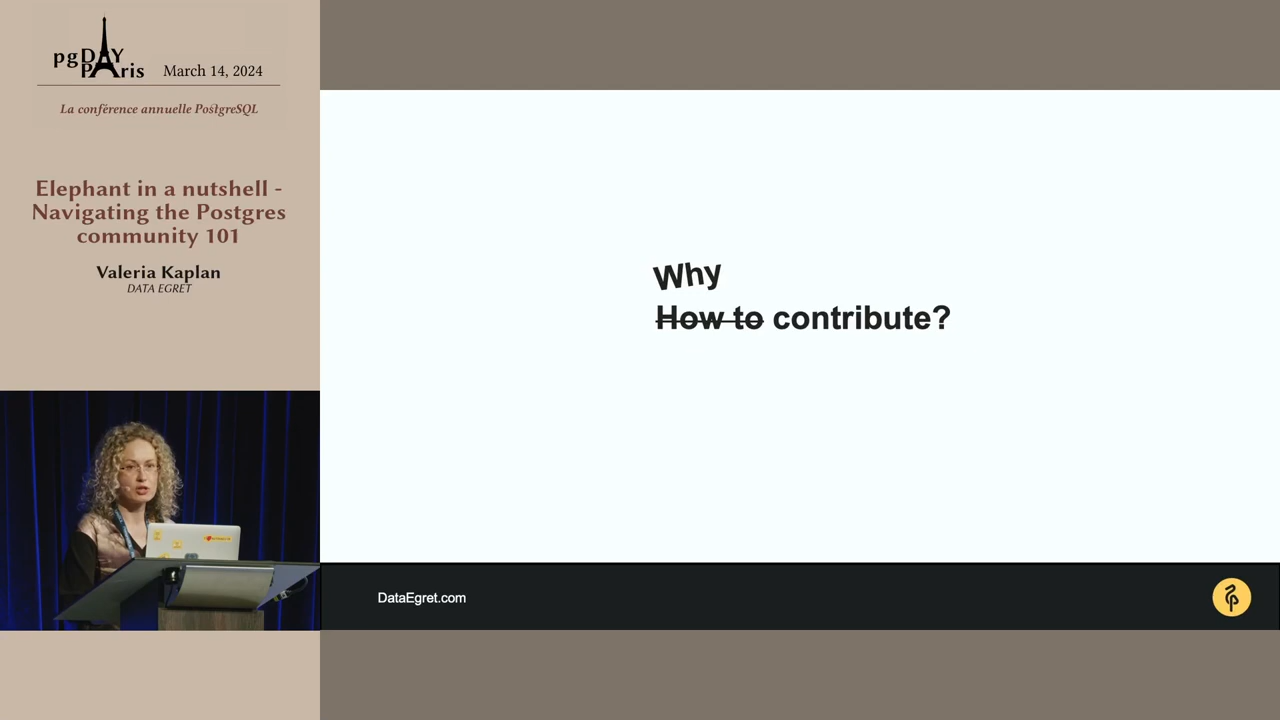 pgDAY
PAris
March 14, 2024
La conférence annuelle PostgreSQL
Elephant in a nutshell -
Navigating the Postgres
community 101
Valeria Kaplan
DATA EGRET
Why
How to contribute?
DataEgret.com